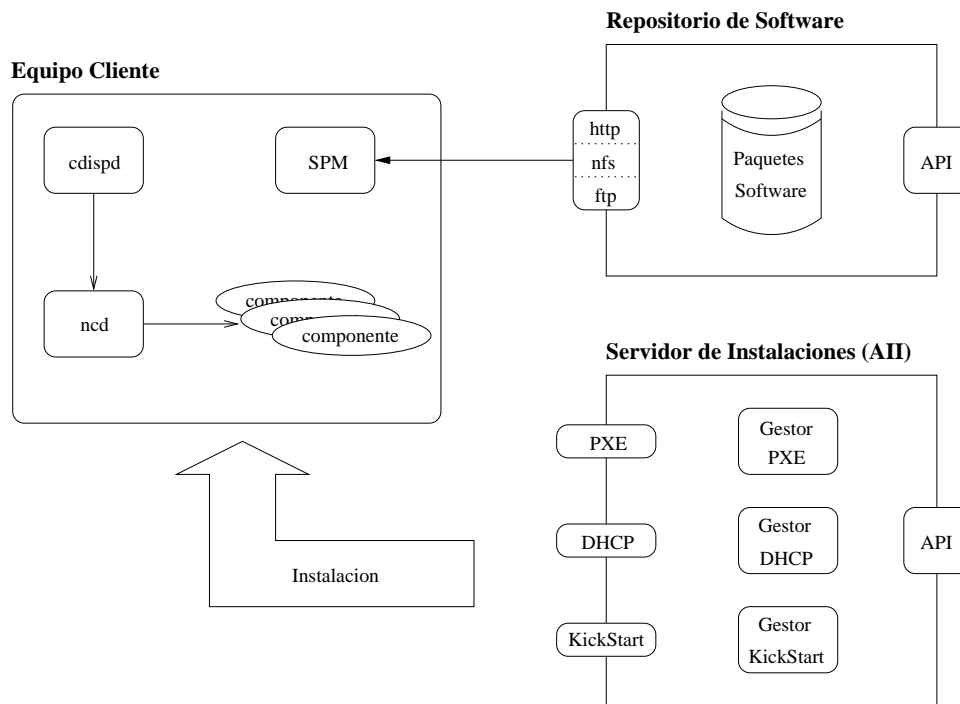 Repositorio de Software
Equipo Cliente
cdispd
SPM
http
nfs
ftp
Paquetes
Software
API
ncd
componente
componente
componente
Servidor de Instalaciones (AII)
PXE
Gestor
PXE
DHCP
Gestor
DHCP
API
Instalacion
KickStart
Gestor
KickStart